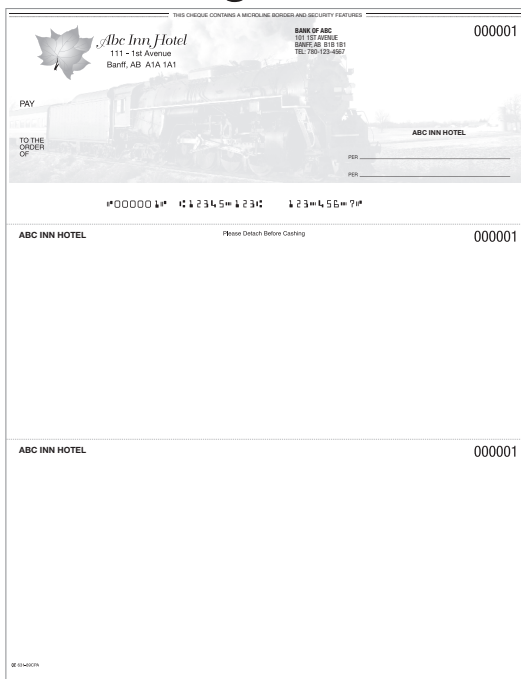 THIS CHEQUE CONTAINS A MICROLINE BORDER AND SECURITY FEATURES
Abc Inn Hotel
111 - 1st Avenue
Banff, AB A1A 1A1
BANK OF ABC
101 1ST AVENUE
BANFF, AB B1B 1B1
TEL: 780-123-4567
000001
PAY
TO THE
ORDER
OF
ABC INN HOTEL
PER
PER
⑈000001⑈ ⑆12345⑉123⑆ 123⑉456⑉7⑈
ABC INN HOTEL
Please Detach Before Cashing
000001
ABC INN HOTEL
000001